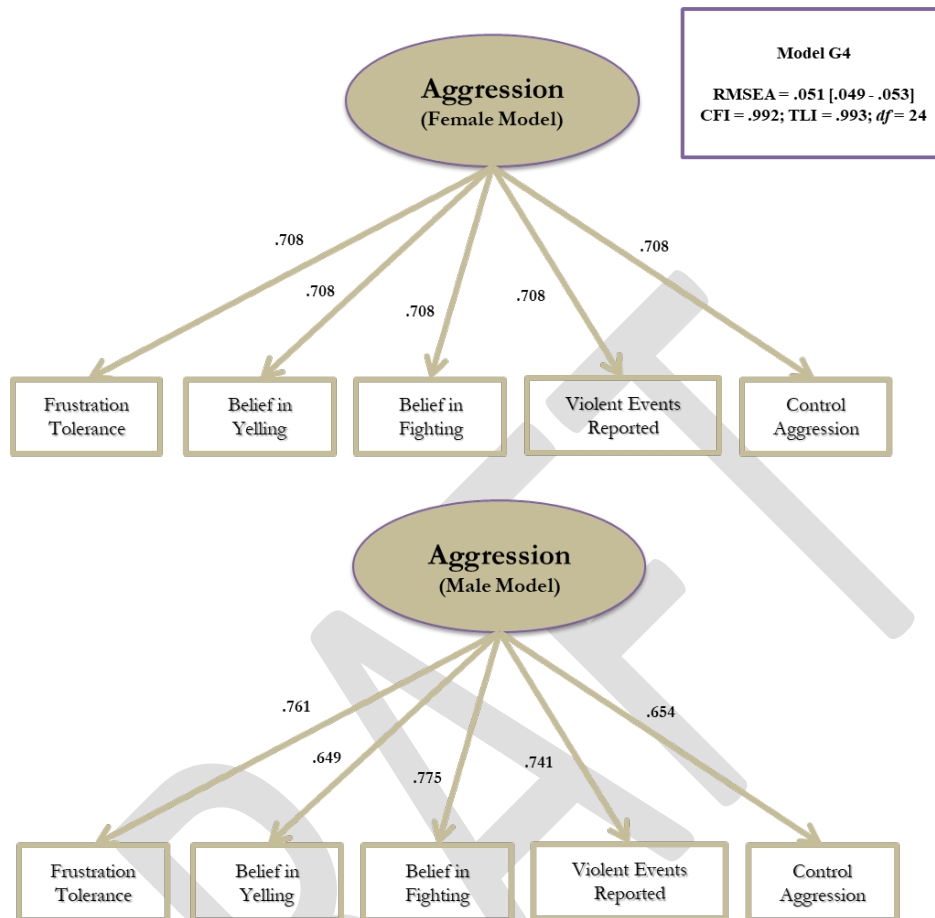 Model G4
RMSEA = .051 [.049 - .053]
CFI = .992; TLI = .993; df = 24
Aggression
(Female Model)
.708
.708
.708
.708
.708
Frustration
Tolerance
Belief in
Yelling
Belief in
Fighting
Violent Events
Reported
Control
Aggression
Aggression
(Male Model)
.761
.649
.775
.741
.654
Frustration
Tolerance
Belief in
Yelling
Belief in
Fighting
Violent Events
Reported
Control
Aggression
DRAFT